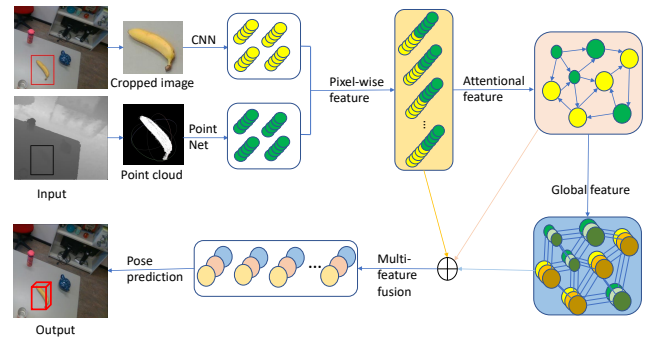 CNN
Cropped image
Point
Net
Point cloud
Input
Pixel-wise
feature
...
Attentional
feature
Global feature
Multi-
feature
fusion
...
Pose
prediction
Output